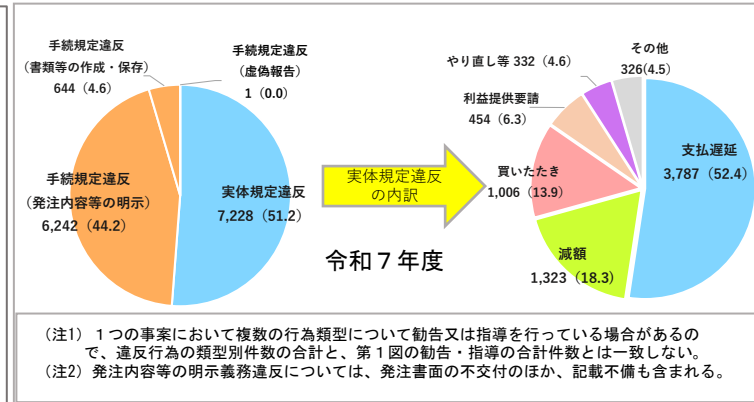 手続規定違反
（書類等の作成・保存）
644（4.6）
手続規定違反
（虚偽報告）
1（0.0）
手続規定違反
（発注内容等の明示）
6,242（44.2）
実体規定違反
7,228（51.2）
実体規定違反
の内訳
令和７年度
やり直し等 332（4.6）
その他
326(4.5)
利益提供要請
454（6.3）
買いたたき
1,006（13.9）
支払遅延
3,787（52.4）
減額
1,323（18.3）
（注1） １つの事案において複数の行為類型について勧告又は指導を行っている場合があるの
で、違反行為の類型別件数の合計と、第１図の勧告・指導の合計件数とは一致しない。
（注2）発注内容等の明示義務違反については、発注書面の不交付のほか、記載不備も含まれる。